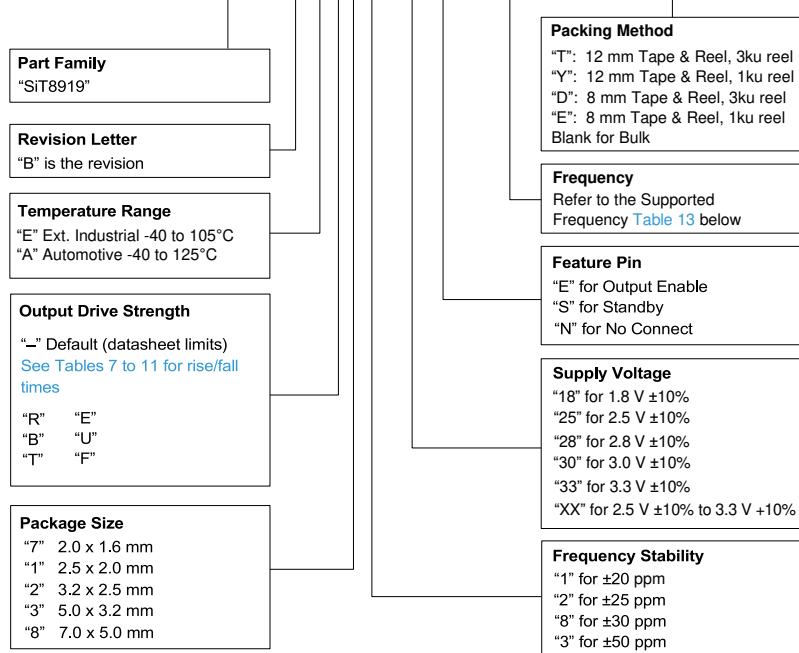 Part Family
“SiT8919”
Revision Letter
“B” is the revision
Temperature Range
“E” Ext. Industrial -40 to 105°C
“A” Automotive -40 to 125°C
Output Drive Strength
“–” Default (datasheet limits)
See Tables 7 to 11 for rise/fall
times
“R” “E”
“B” “U”
“T” “F”
Package Size
“7” 2.0 x 1.6 mm
“1” 2.5 x 2.0 mm
“2” 3.2 x 2.5 mm
“3” 5.0 x 3.2 mm
“8” 7.0 x 5.0 mm
Packing Method
“T”: 12 mm Tape & Reel, 3ku reel
“Y”: 12 mm Tape & Reel, 1ku reel
“D”: 8 mm Tape & Reel, 3ku reel
“E”: 8 mm Tape & Reel, 1ku reel
Blank for Bulk
Frequency
Refer to the Supported
Frequency Table 13 below
Feature Pin
“E” for Output Enable
“S” for Standby
“N” for No Connect
Supply Voltage
“18” for 1.8 V ±10%
“25” for 2.5 V ±10%
“28” for 2.8 V ±10%
“30” for 3.0 V ±10%
“33” for 3.3 V ±10%
“XX” for 2.5 V ±10% to 3.3 V +10%
Frequency Stability
“1” for ±20 ppm
“2” for ±25 ppm
“8” for ±30 ppm
“3” for ±50 ppm